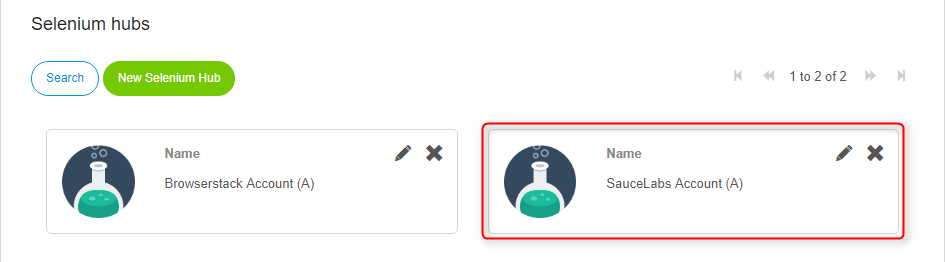 Selenium hubs
Search
New Selenium Hub
1 to 2 of 2
Name
Browserstack Account (A)
Name
SauceLabs Account (A)